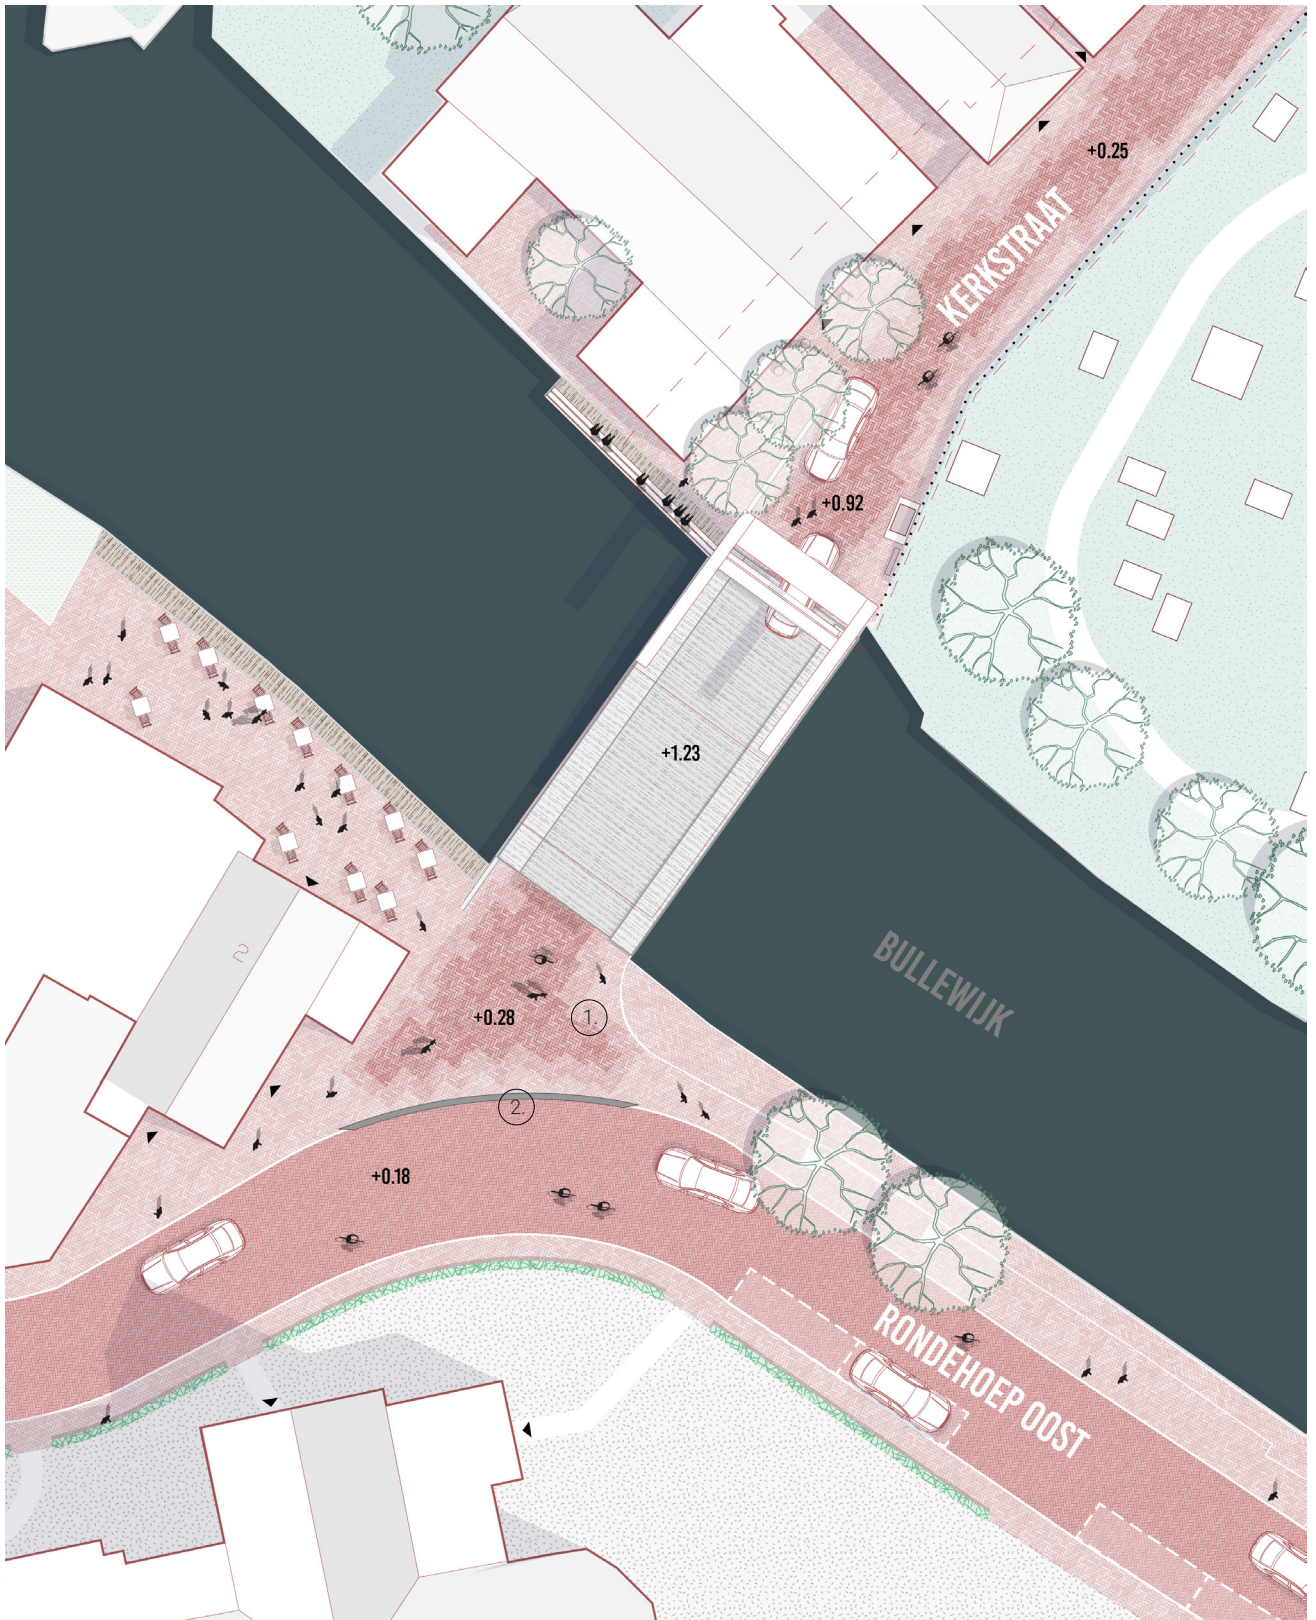 +0.25
KERKSTRAAT
+0.92
+1.23
BULLEWIJK
2
+0.28
1.
2.
+0.18
RONDEHOEP OOST